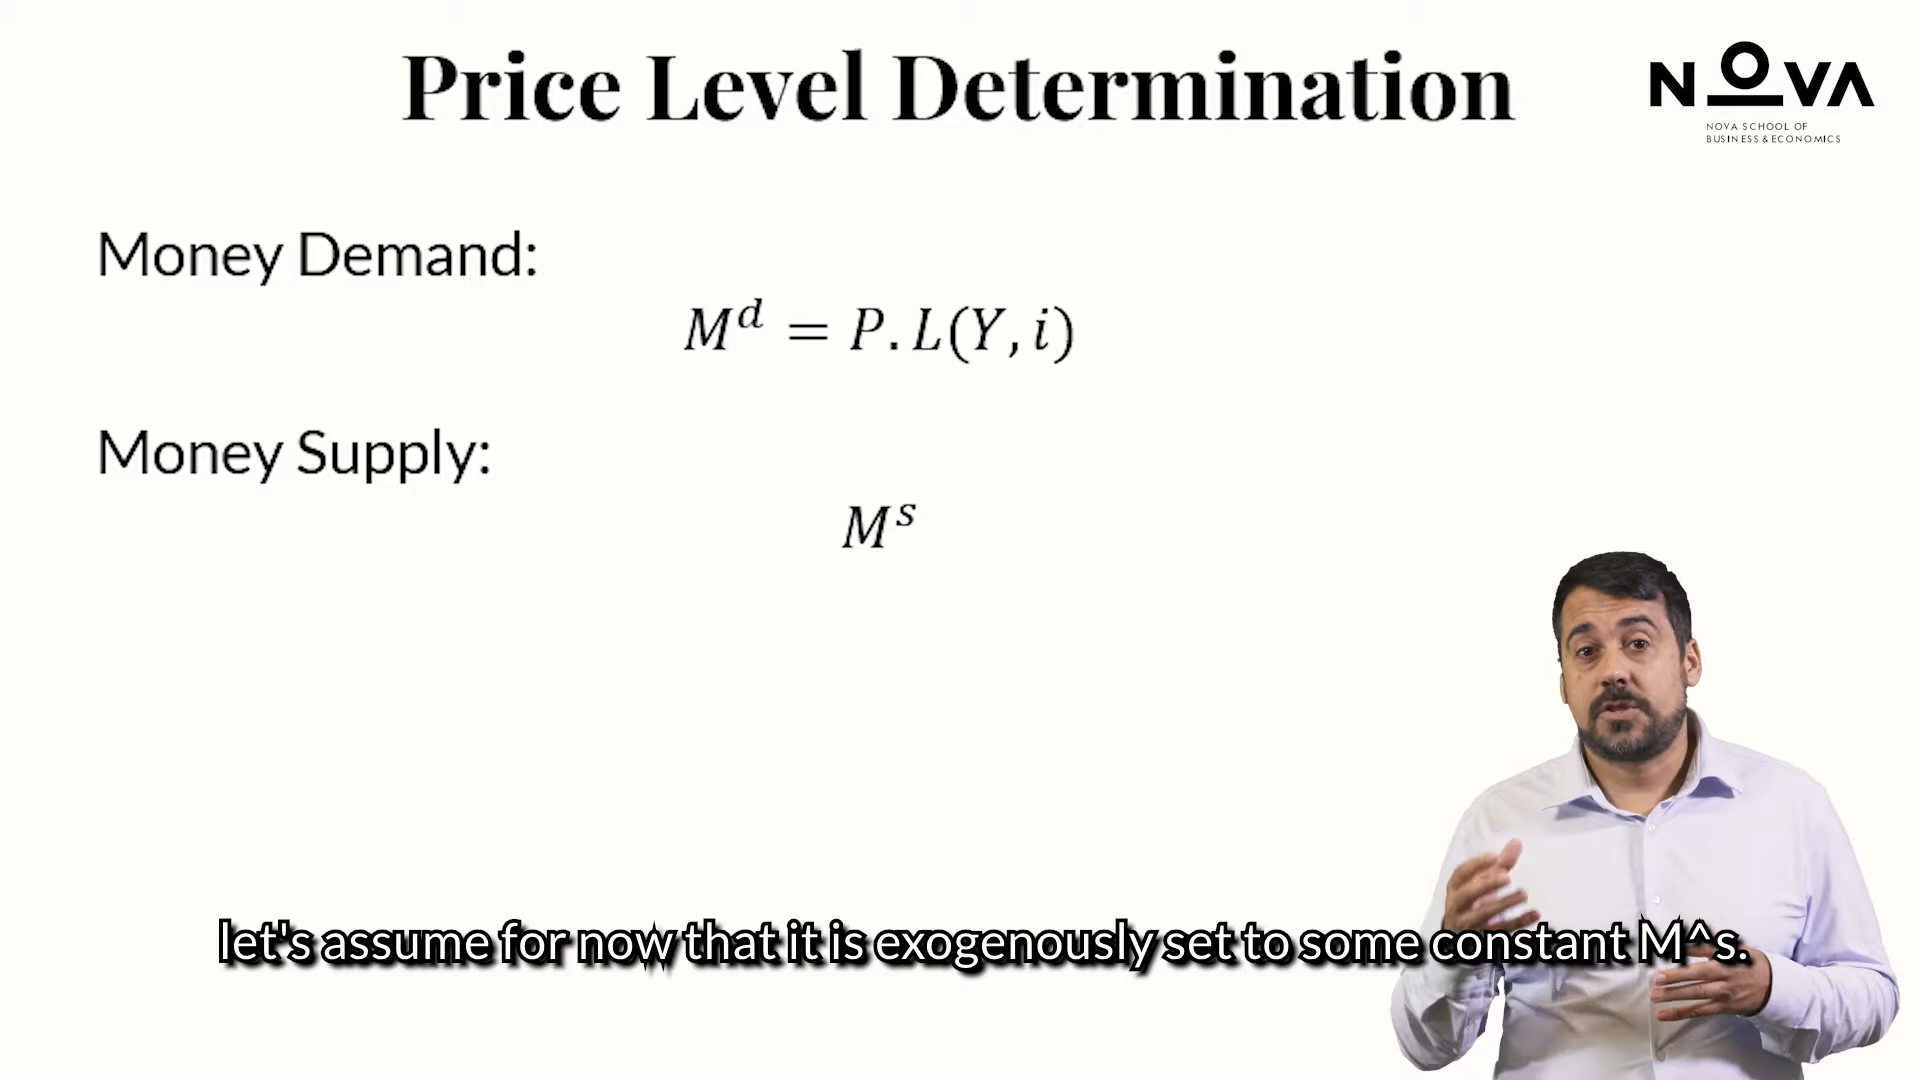 Price Level Determination
NOVA
NOVA SCHOOL OF
BUSINESS & ECONOMICS
Money Demand:
M^d = P.L(Y,i)
Money Supply:
M^s
let's assume for now that it is exogenously set to some constant M^s.